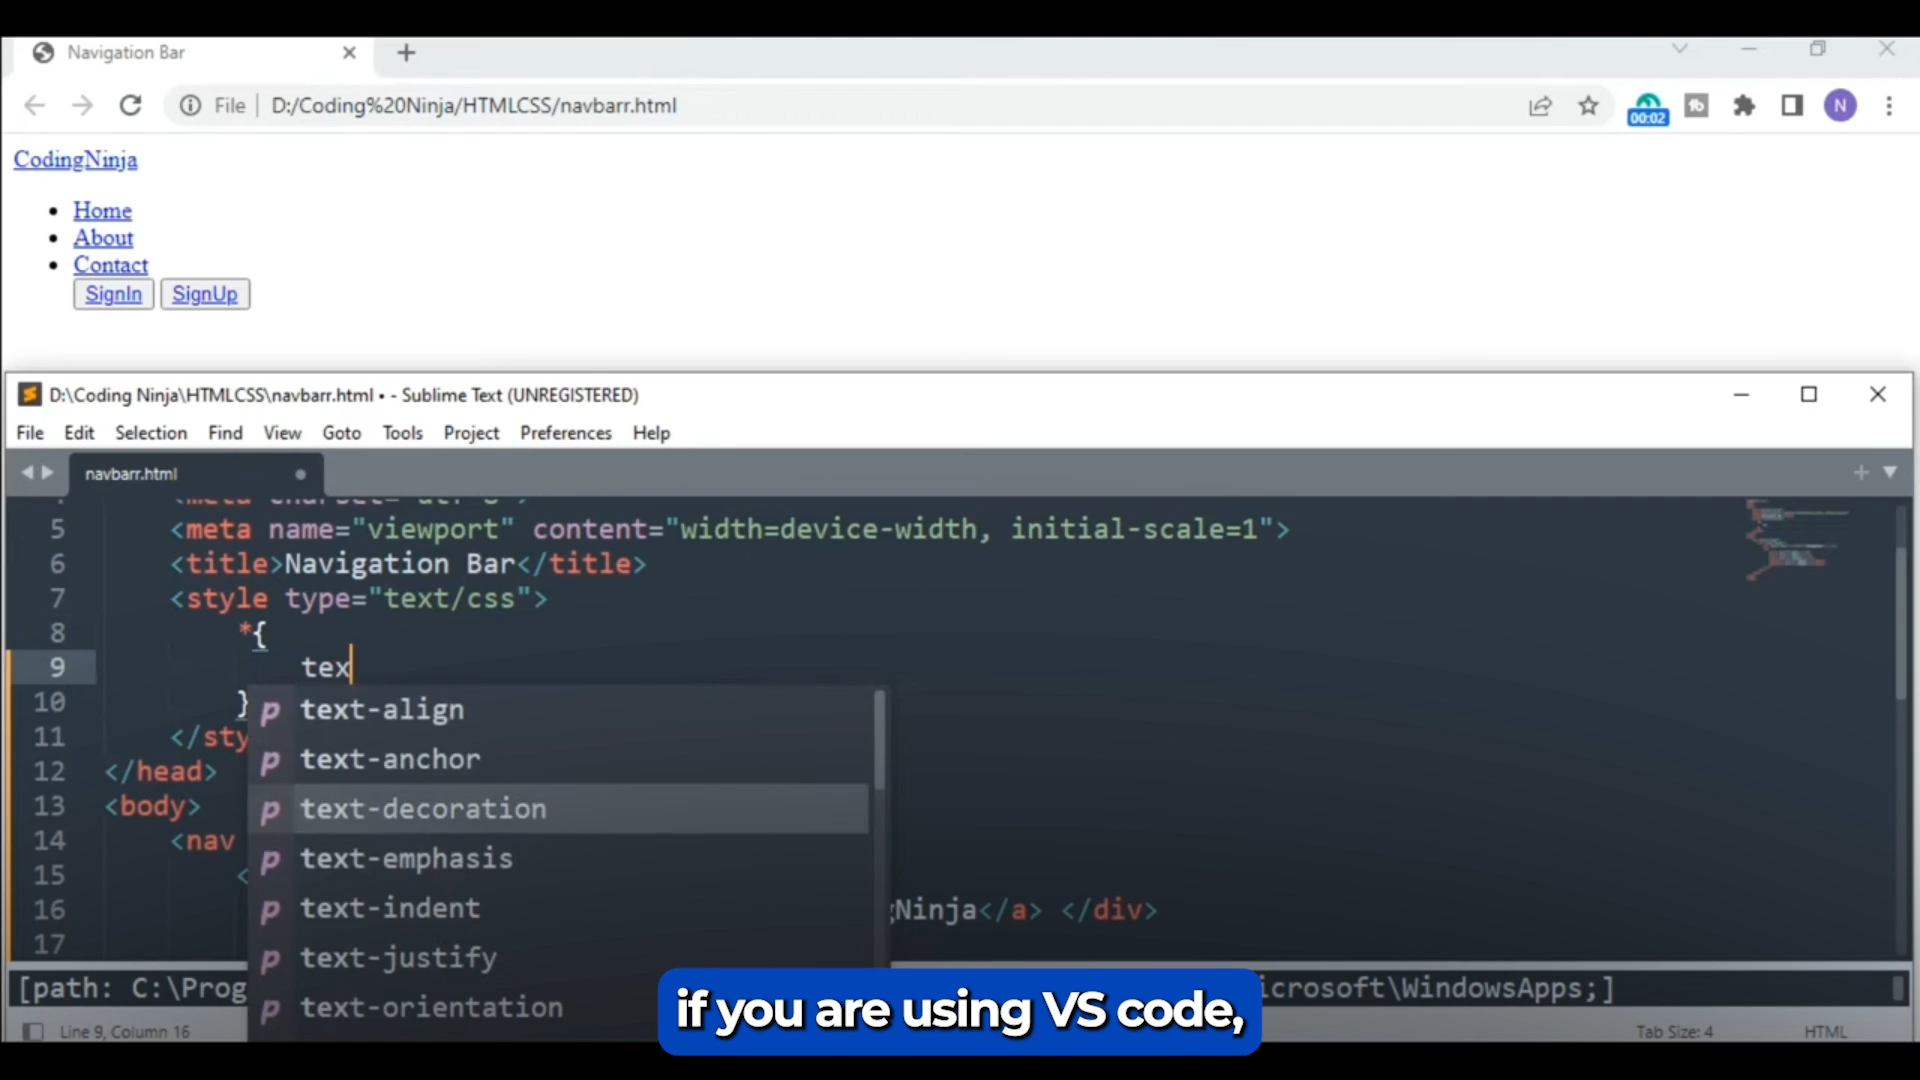 Navigation Bar
File D:/Coding%20Ninja/HTMLCSS/navbarr.html
00:02
N
CodingNinja
Home
About
Contact
SignIn SignUp
D:\Coding Ninja\HTMLCSS\navbarr.html • - Sublime Text (UNREGISTERED)
File Edit Selection Find View Goto Tools Project Preferences Help
navbarr.html
5 <meta name="viewport" content="width=device-width, initial-scale=1">
6 <title>Navigation Bar</title>
7 <style type="text/css">
8 *{
9 tex
10 }
11 </sty
12 </head>
13 <body>
14 <nav
15 <
16 gNinja</a> </div>
17
p text-align
p text-anchor
p text-decoration
p text-emphasis
p text-indent
p text-justify
p text-orientation
[path: C:\Prog icrosoft\WindowsApps;]
if you are using VS code,
Line 9, Column 16 Tab Size: 4 HTML